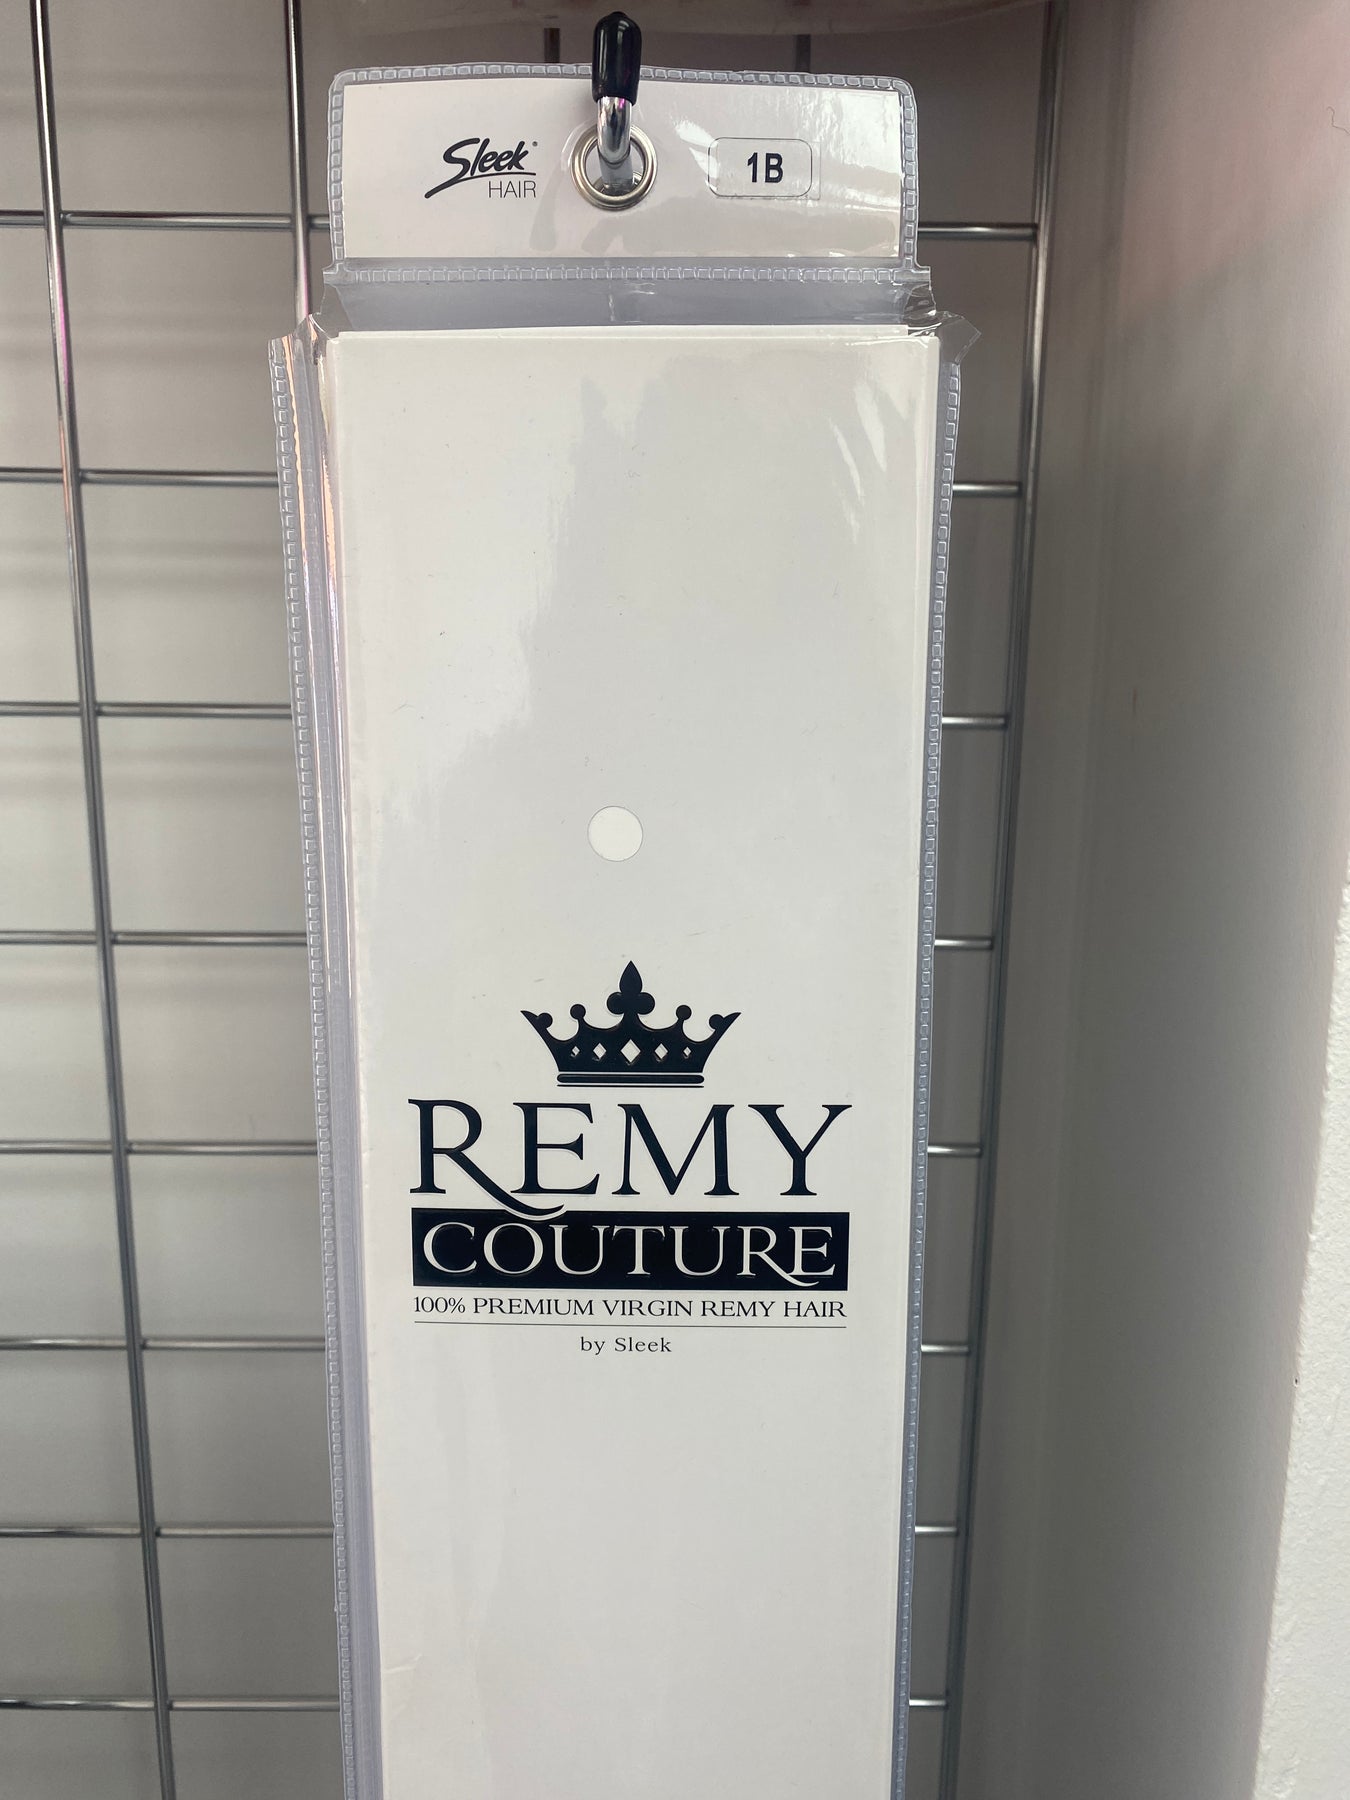 Sleek®
HAIR
1B
REMY
COUTURE
100% PREMIUM VIRGIN REMY HAIR
by Sleek